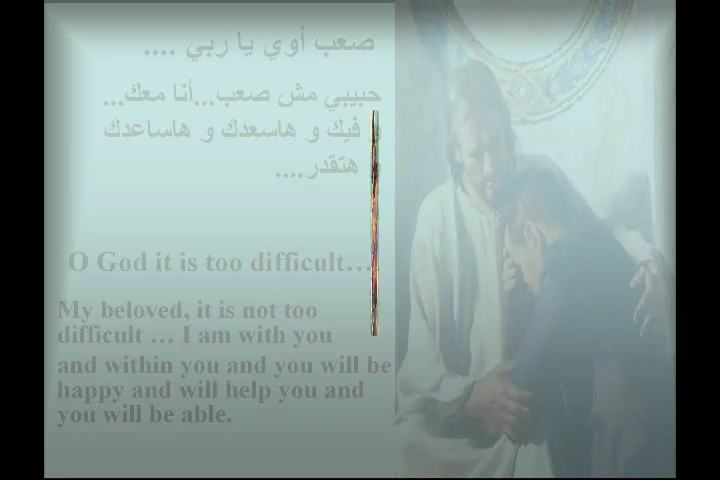 صعب أوي يا ربي ....
حبيبي مش صعب...أنا معك...
و فيك و هاسعدك و هاساعدك
هتقدر....
O God it is too difficult…
My beloved, it is not too
difficult … I am with you
and within you and you will be
happy and will help you and
you will be able.